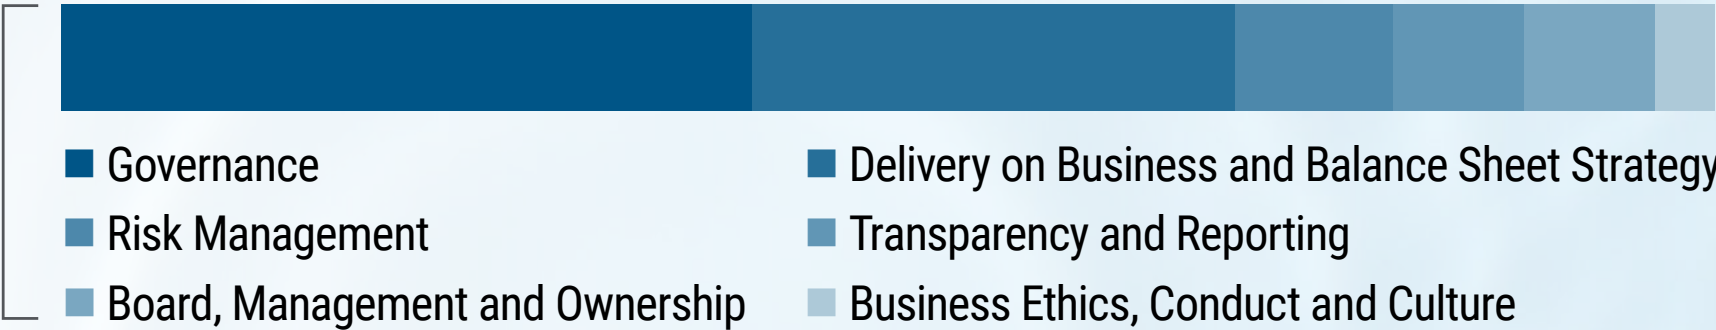 Governance
Delivery on Business and Balance Sheet Strategy
Risk Management
Transparency and Reporting
Board, Management and Ownership
Business Ethics, Conduct and Culture